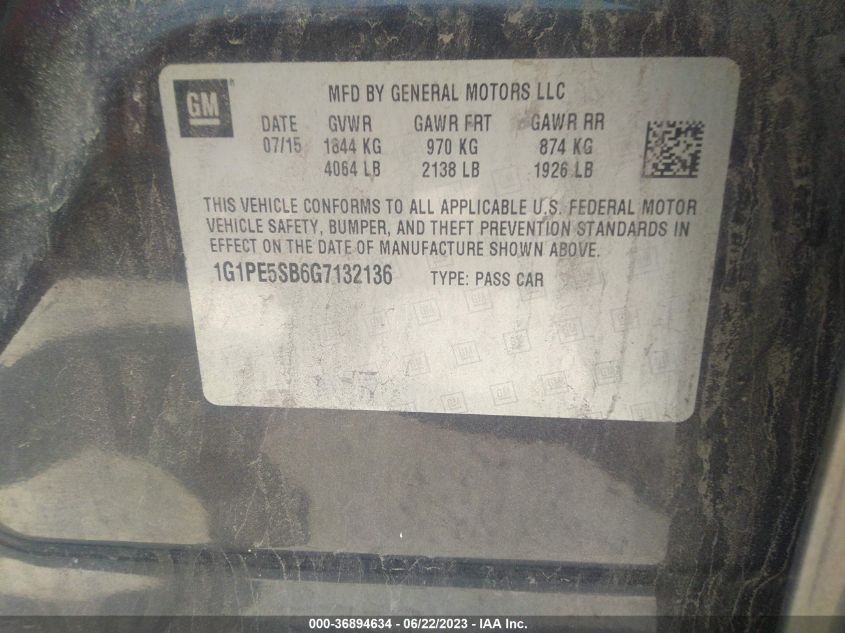 GM
MFD BY GENERAL MOTORS LLC
DATE GVWR GAWR FRT GAWR RR
07/15 1844 KG 970 KG 874 KG
4064 LB 2138 LB 1926 LB
THIS VEHICLE CONFORMS TO ALL APPLICABLE U.S. FEDERAL MOTOR
VEHICLE SAFETY, BUMPER, AND THEFT PREVENTION STANDARDS IN
EFFECT ON THE DATE OF MANUFACTURE SHOWN ABOVE.
1G1PE5SB6G7132136 TYPE: PASS CAR
000-36894634 - 06/22/2023 - IAA Inc.